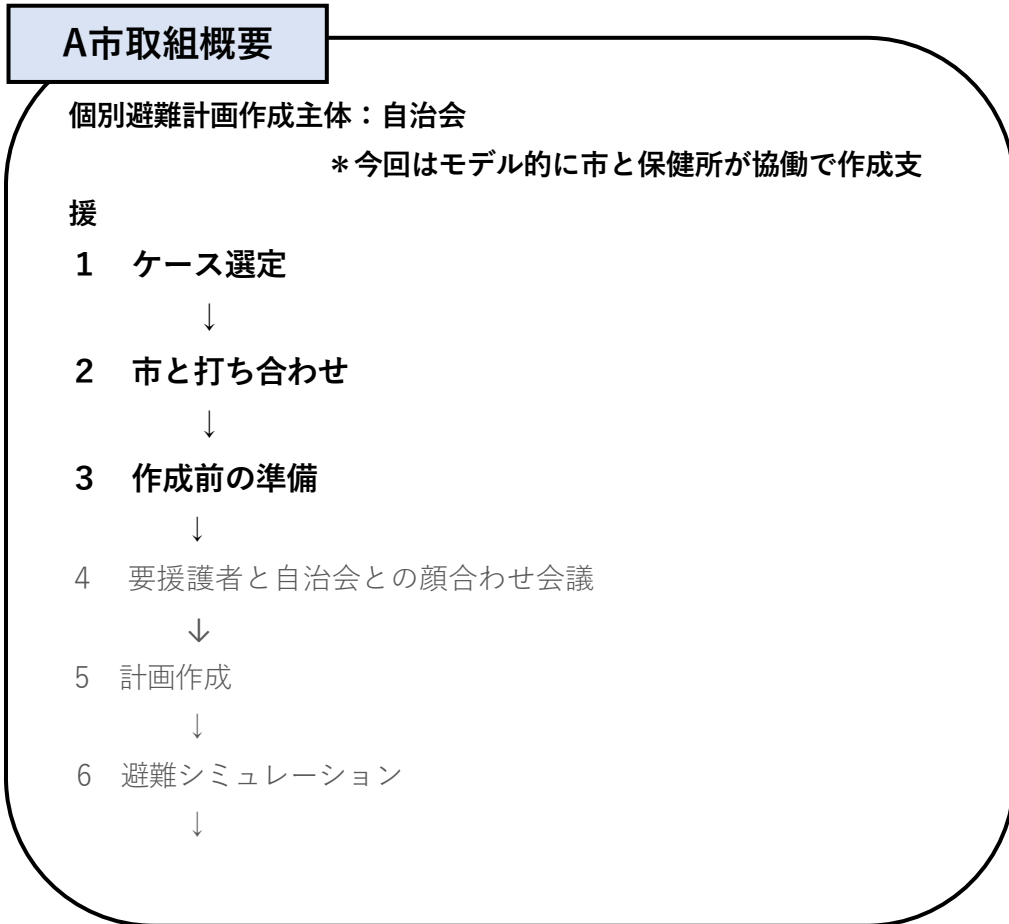 A市取組概要
個別避難計画作成主体：自治会
＊今回はモデル的に市と保健所が協働で作成支
援
1　ケース選定
↓
2　市と打ち合わせ
↓
3　作成前の準備
↓
4　要援護者と自治会との顔合わせ会議
↓
5　計画作成
↓
6　避難シミュレーション
↓